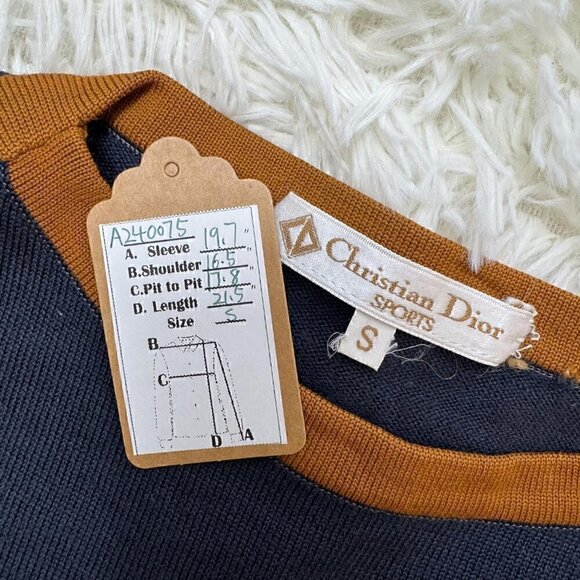 A240075
A. Sleeve 19.7"
B.Shoulder 16.5"
C.Pit to Pit 17.8"
D. Length 21.5"
Size S
B
C
D A
Christian Dior
SPORTS
S